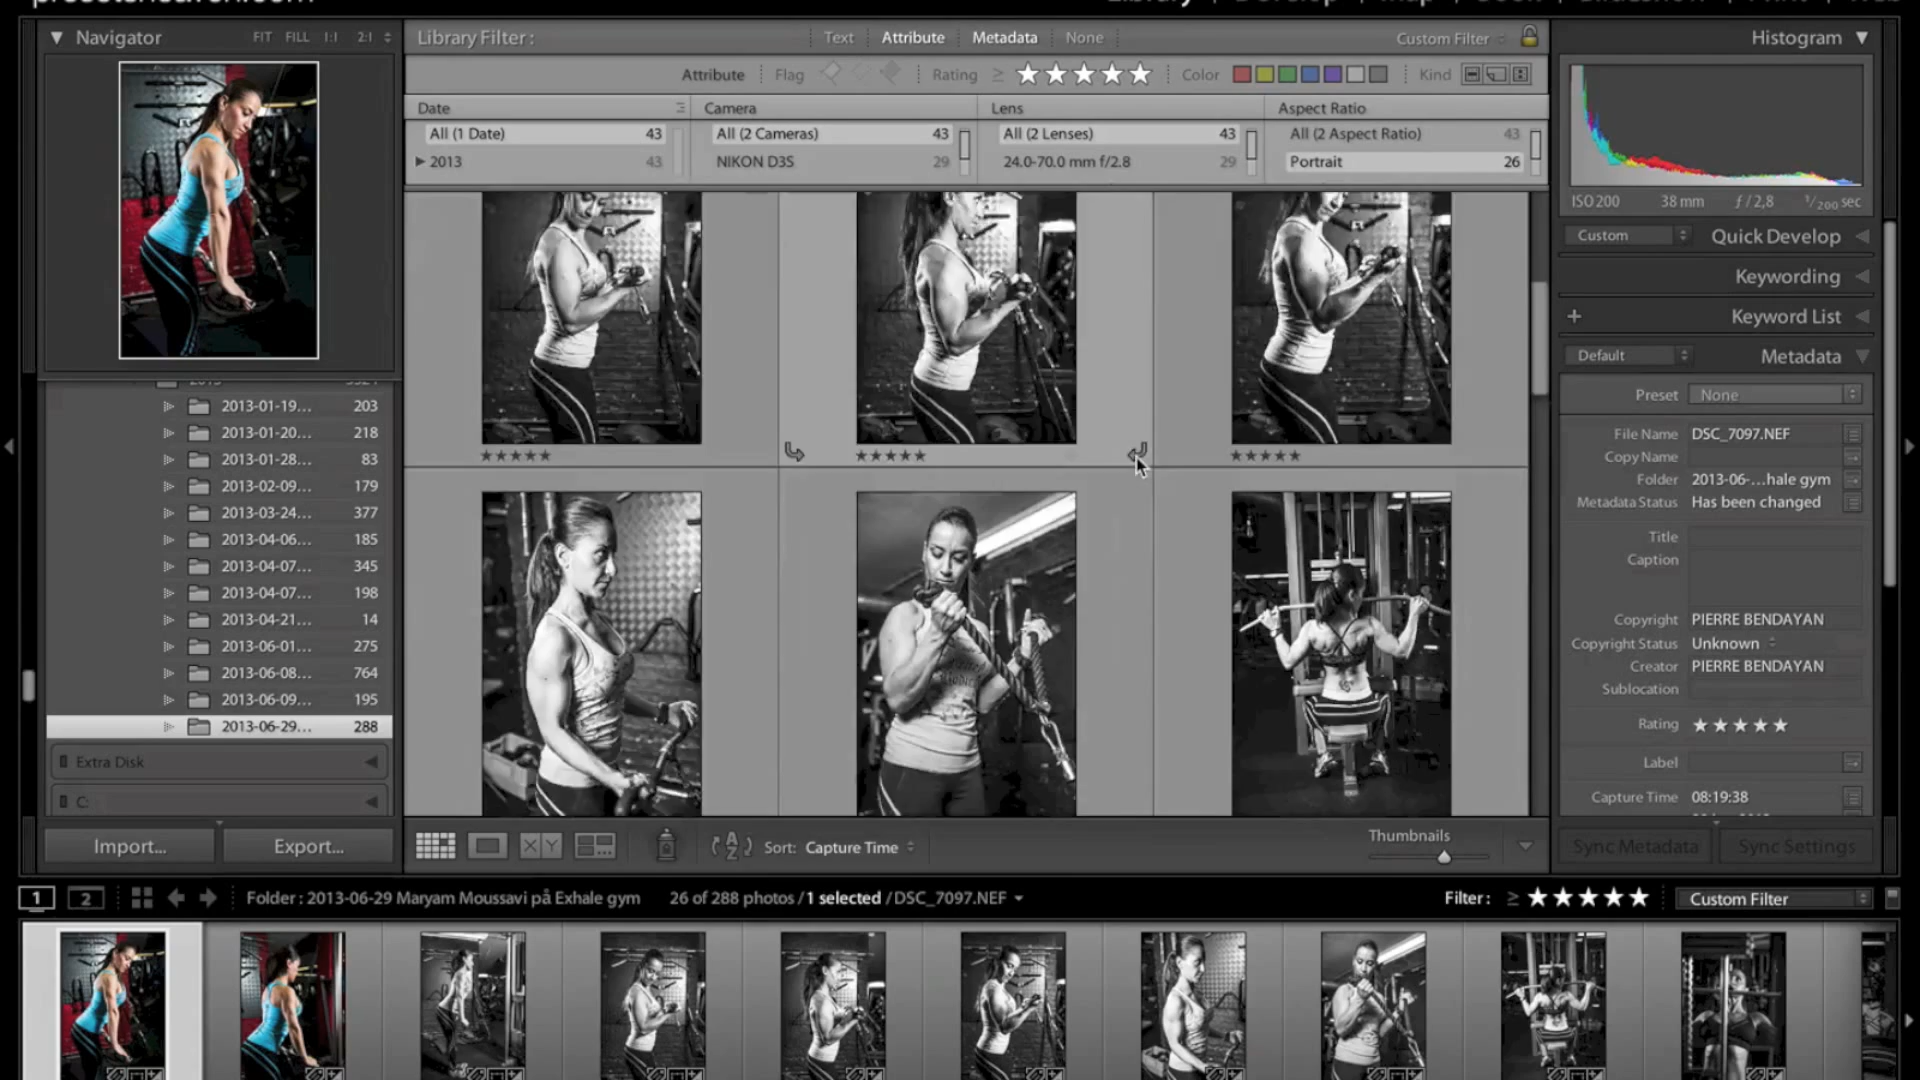 Navigator FIT FILL 1:1 2:1
Library Filter : Text Attribute Metadata None Custom Filter
Histogram
Attribute Flag Rating ≥ ★★★★★ Color Kind
Date Camera Lens Aspect Ratio
All (1 Date) 43 All (2 Cameras) 43 All (2 Lenses) 43 All (2 Aspect Ratio) 43
2013 43 NIKON D3S 29 24.0-70.0 mm f/2.8 29 Portrait 26
ISO 200 38 mm ƒ / 2,8 1/200 sec
Custom Quick Develop
Keywording
+ Keyword List
Default Metadata
Preset None
File Name DSC_7097.NEF
Copy Name
Folder 2013-06-...hale gym
Metadata Status Has been changed
Title
Caption
Copyright PIERRE BENDAYAN
Copyright Status Unknown
Creator PIERRE BENDAYAN
Sublocation
Rating ★★★★★
Label
Capture Time 08:19:38
Sync Metadata Sync Settings
2013-01-19... 203
2013-01-20... 218
2013-01-28... 83
2013-02-09... 179
2013-03-24... 377
2013-04-06... 185
2013-04-07... 345
2013-04-07... 198
2013-04-21... 14
2013-06-01... 275
2013-06-08... 764
2013-06-09... 195
2013-06-29... 288
Extra Disk
C:
Import... Export...
★★★★★ ★★★★★ ★★★★★
X Y A Z Sort: Capture Time Thumbnails
1 2 Folder : 2013-06-29 Maryam Moussavi på Exhale gym 26 of 288 photos / 1 selected / DSC_7097.NEF Filter : ≥ ★★★★★ Custom Filter